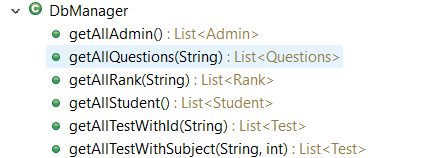 DbManager
getAllAdmin() : List<Admin>
getAllQuestions(String) : List<Questions>
getAllRank(String) : List<Rank>
getAllStudent() : List<Student>
getAllTestWithId(String) : List<Test>
getAllTestWithSubject(String, int) : List<Test>